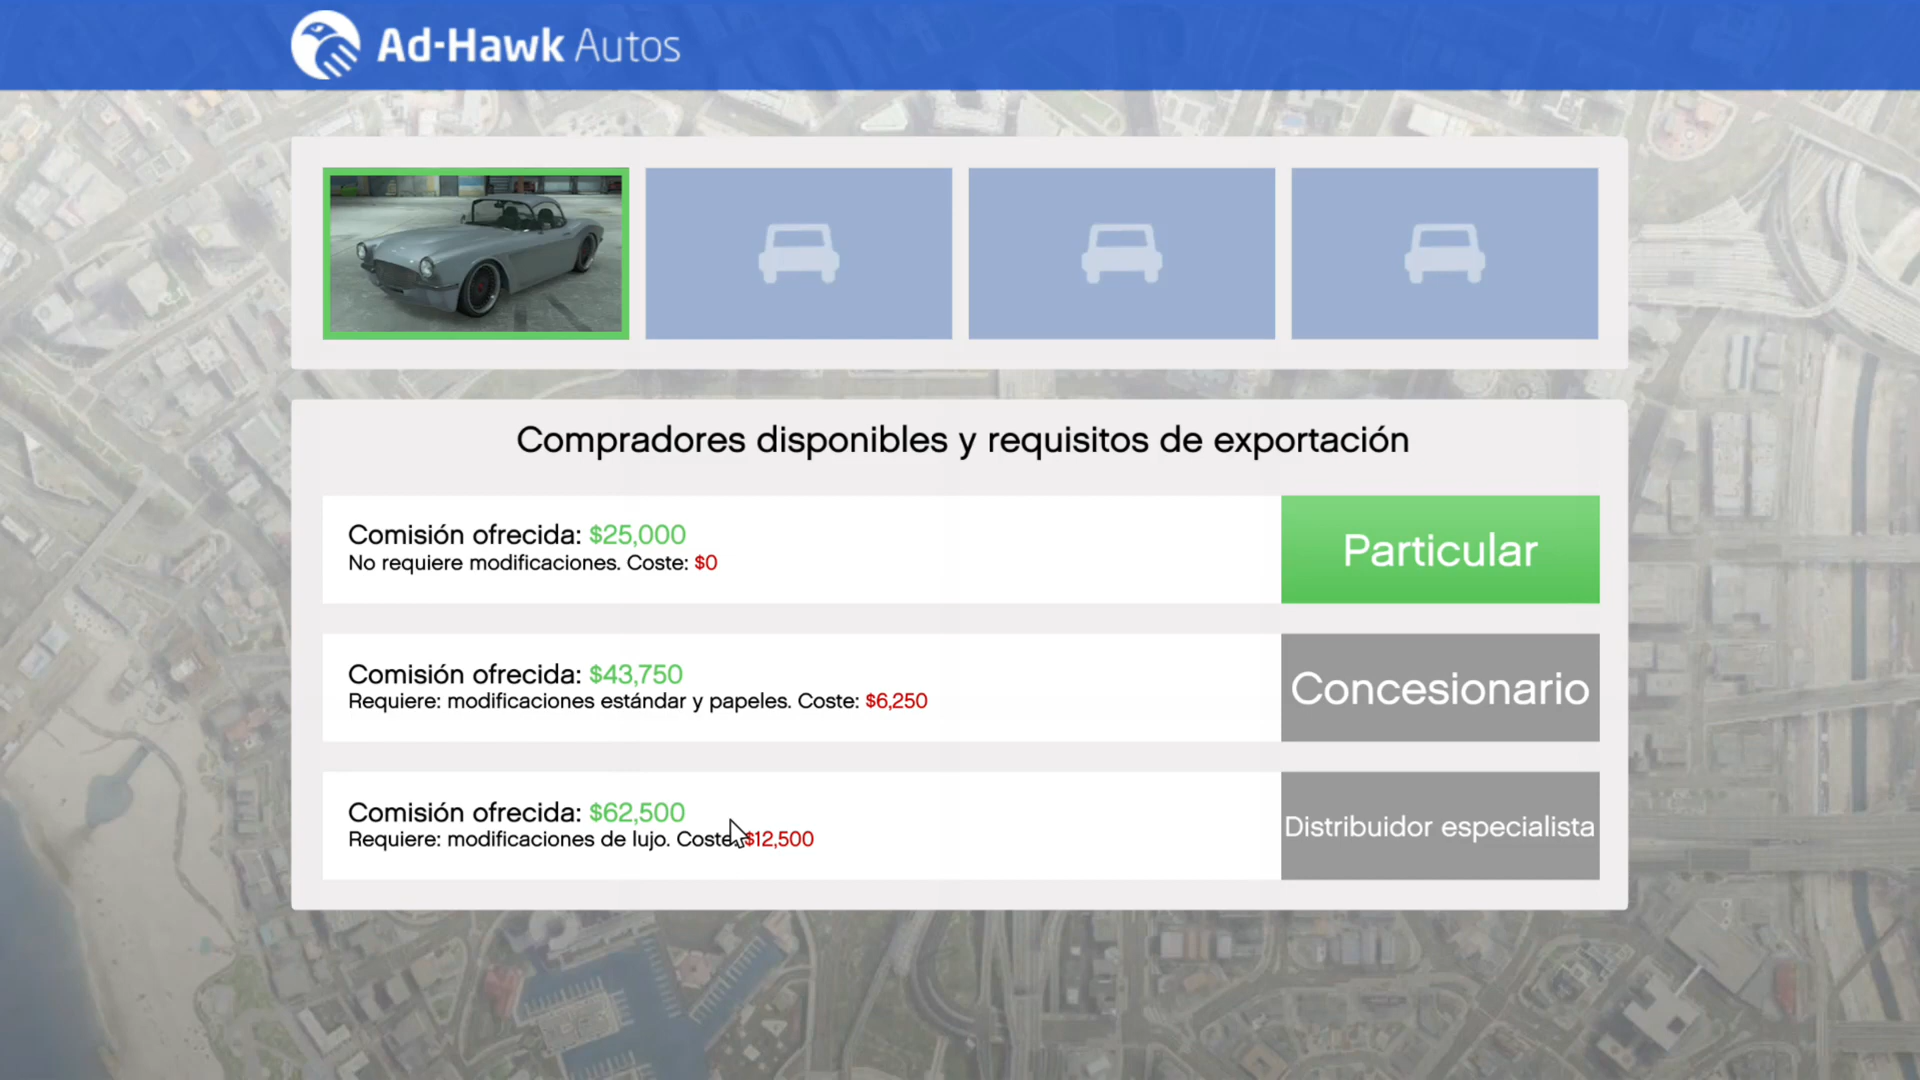 Ad-Hawk Autos
Compradores disponibles y requisitos de exportación
Comisión ofrecida: $25,000
No requiere modificaciones. Coste: $0
Particular
Comisión ofrecida: $43,750
Requiere: modificaciones estándar y papeles. Coste: $6,250
Concesionario
Comisión ofrecida: $62,500
Requiere: modificaciones de lujo. Coste: $12,500
Distribuidor especialista